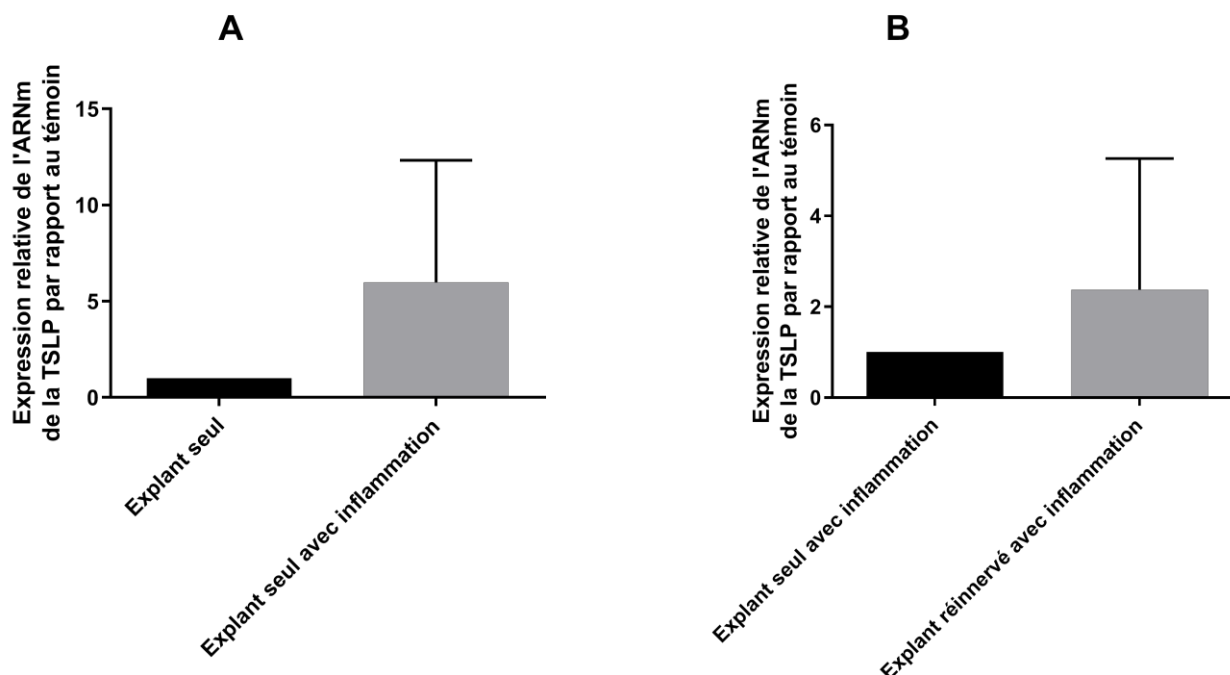 A
Expression relative de l'ARNm
de la TSLP par rapport au témoin
15
10
5
0
Explant seul
Explant seul avec inflammation
B
Expression relative de l'ARNm
de la TSLP par rapport au témoin
6
4
2
0
Explant seul avec inflammation
Explant réinnervé avec inflammation